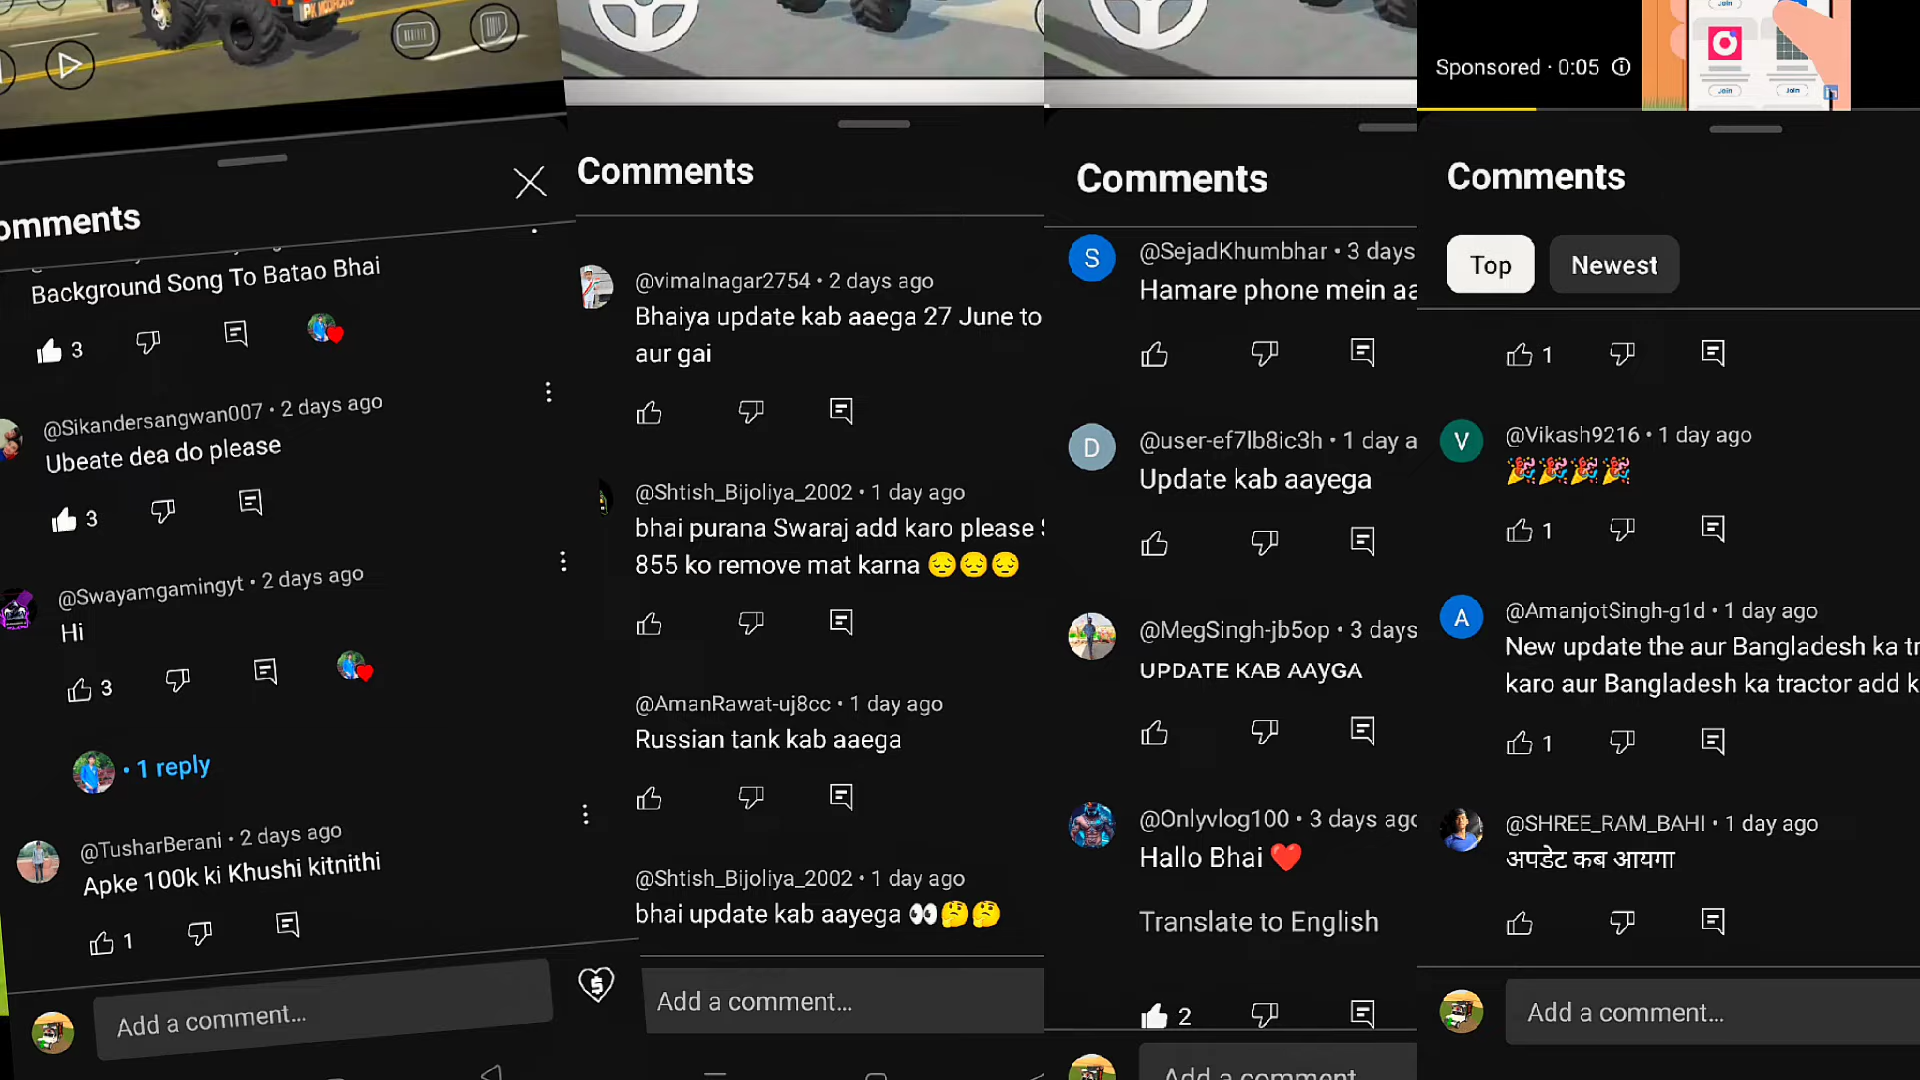 PK MODIFICATO
omments
Background Song To Batao Bhai
3
@Sikandersangwan007 • 2 days ago
Ubeate dea do please
3
@Swayamgamingyt • 2 days ago
Hi
3
• 1 reply
@TusharBerani • 2 days ago
Apke 100k ki Khushi kitnithi
1
Add a comment...
Comments
@vimalnagar2754 • 2 days ago
Bhaiya update kab aaega 27 June to
aur gai
@Shtish_Bijoliya_2002 • 1 day ago
bhai purana Swaraj add karo please
855 ko remove mat karna 😔😔😔
@AmanRawat-uj8cc • 1 day ago
Russian tank kab aaega
@Shtish_Bijoliya_2002 • 1 day ago
bhai update kab aayega 👀🤔🤔
Add a comment...
Comments
@SejadKhumbhar • 3 days
Hamare phone mein aa
@user-ef7lb8ic3h • 1 day a
Update kab aayega
@MegSingh-jb5op • 3 days
UPDATE KAB AAyGA
@Onlyvlog100 • 3 days ago
Hallo Bhai ❤️
Translate to English
2
Add a comment
Sponsored · 0:05
Join
Join
Join
Comments
Top
Newest
1
@Vikash9216 • 1 day ago
🎉🎉🎉🎉
1
@AmanjotSingh-g1d • 1 day ago
New update the aur Bangladesh ka tr
karo aur Bangladesh ka tractor add k
1
@SHREE_RAM_BAHI • 1 day ago
अपडेट कब आयगा
Add a comment...